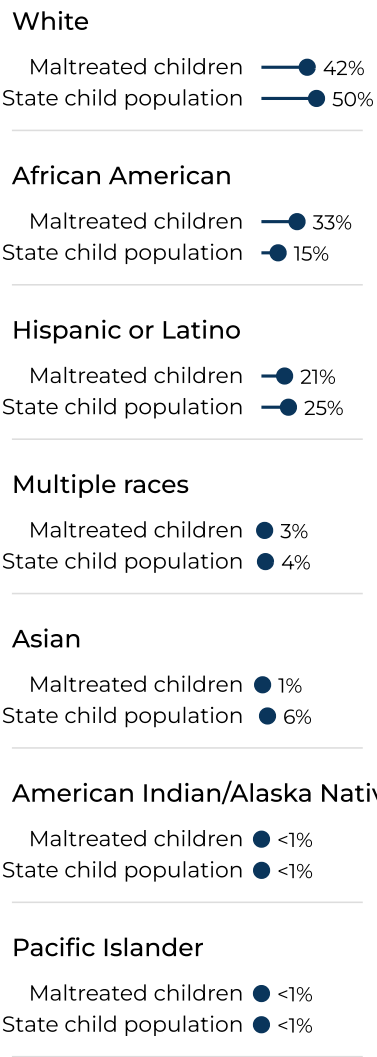 White
Maltreated children 42%
State child population 50%
African American
Maltreated children 33%
State child population 15%
Hispanic or Latino
Maltreated children 21%
State child population 25%
Multiple races
Maltreated children 3%
State child population 4%
Asian
Maltreated children 1%
State child population 6%
American Indian/Alaska Nativ
Maltreated children <1%
State child population <1%
Pacific Islander
Maltreated children <1%
State child population <1%